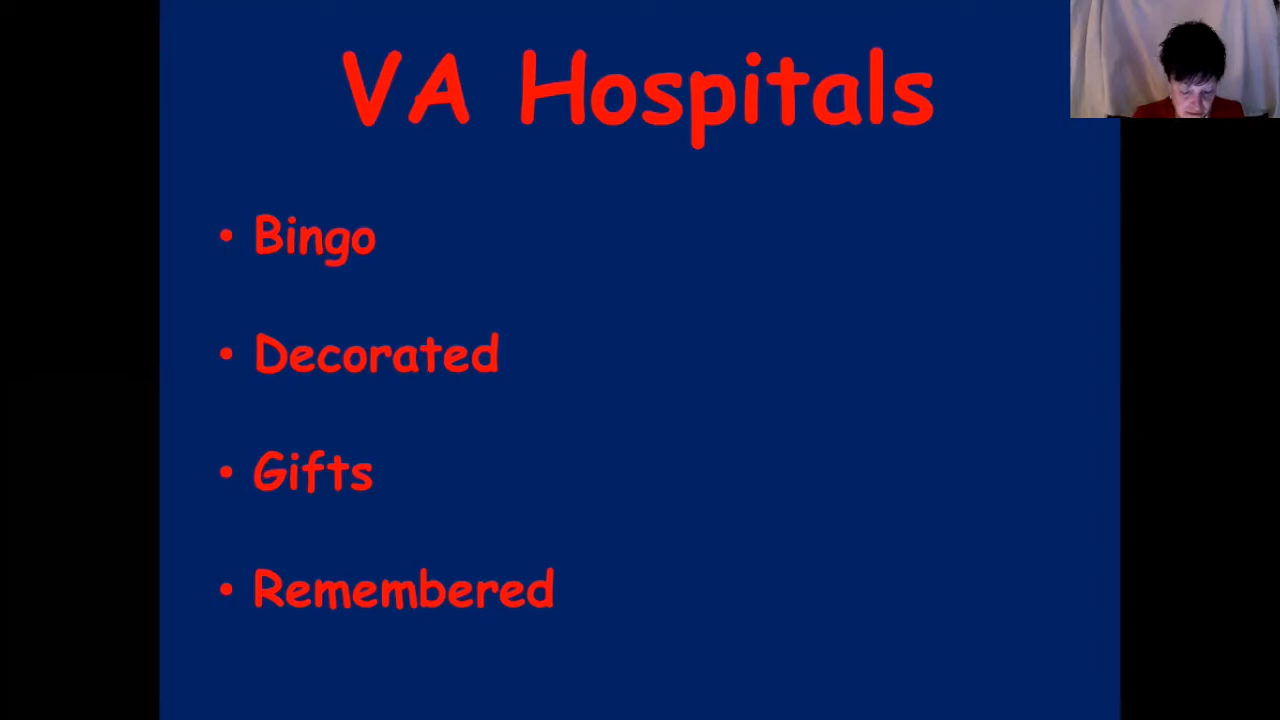 VA Hospitals
• Bingo
• Decorated
• Gifts
• Remembered